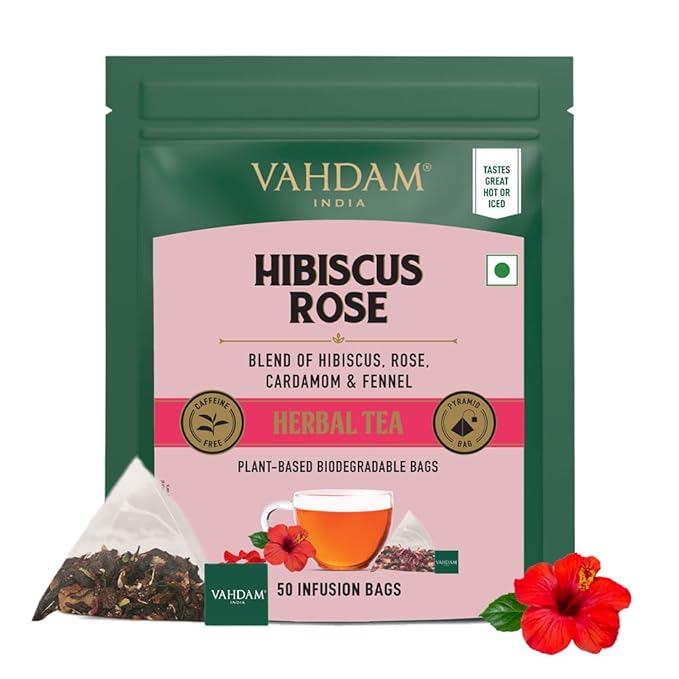 VAHDAM®
INDIA
TASTES
GREAT
HOT OR
ICED
HIBISCUS
ROSE
BLEND OF HIBISCUS, ROSE,
CARDAMOM & FENNEL
CAFFEINE
FREE
HERBAL TEA
PYRAMID
BAG
PLANT-BASED BIODEGRADABLE BAGS
VAHDAM®
INDIA
50 INFUSION BAGS